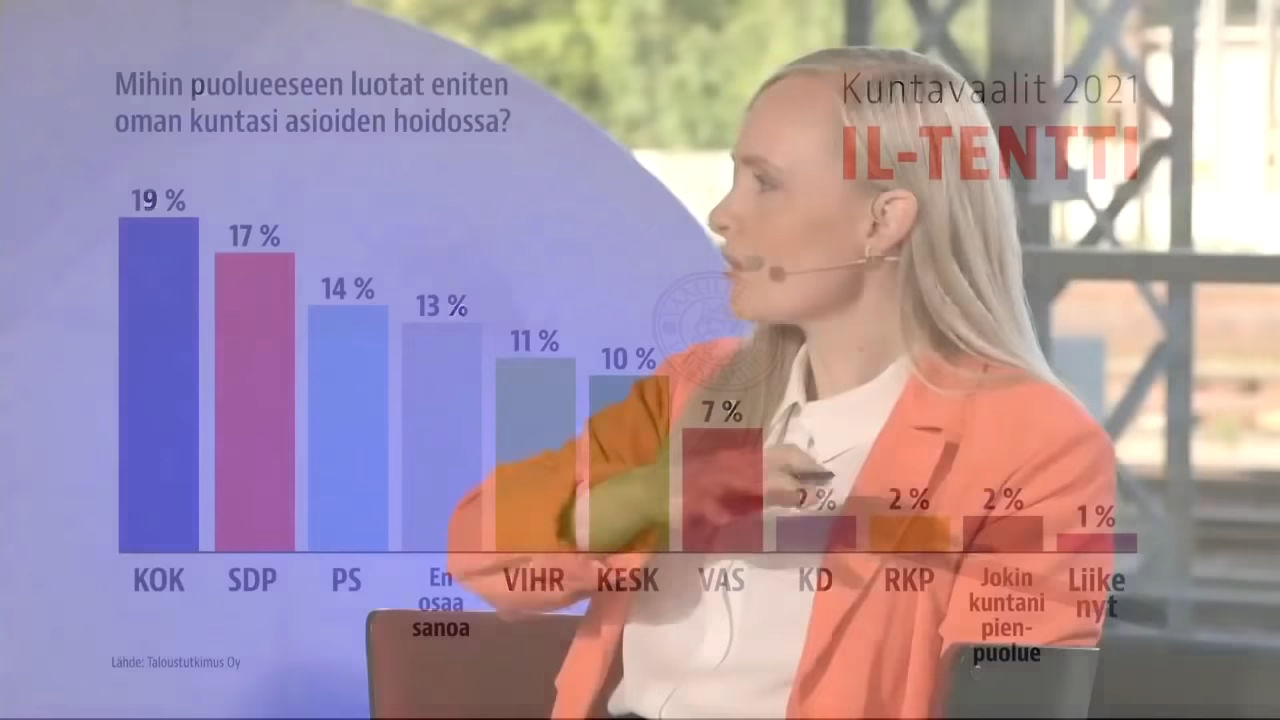 Mihin puolueeseen luotat eniten
oman kuntasi asioiden hoidossa?
Kuntavaalit 2021
IL-TENTTI
19 %
17 %
14 %
13 %
11 %
10 %
7 %
2 %
2 %
2 %
1 %
KOK
SDP
PS
En
osaa
sanoa
VIHR
KESK
VAS
KD
RKP
Jokin
kuntani
pien-
puolue
Liike
nyt
Lähde: Taloustutkimus Oy